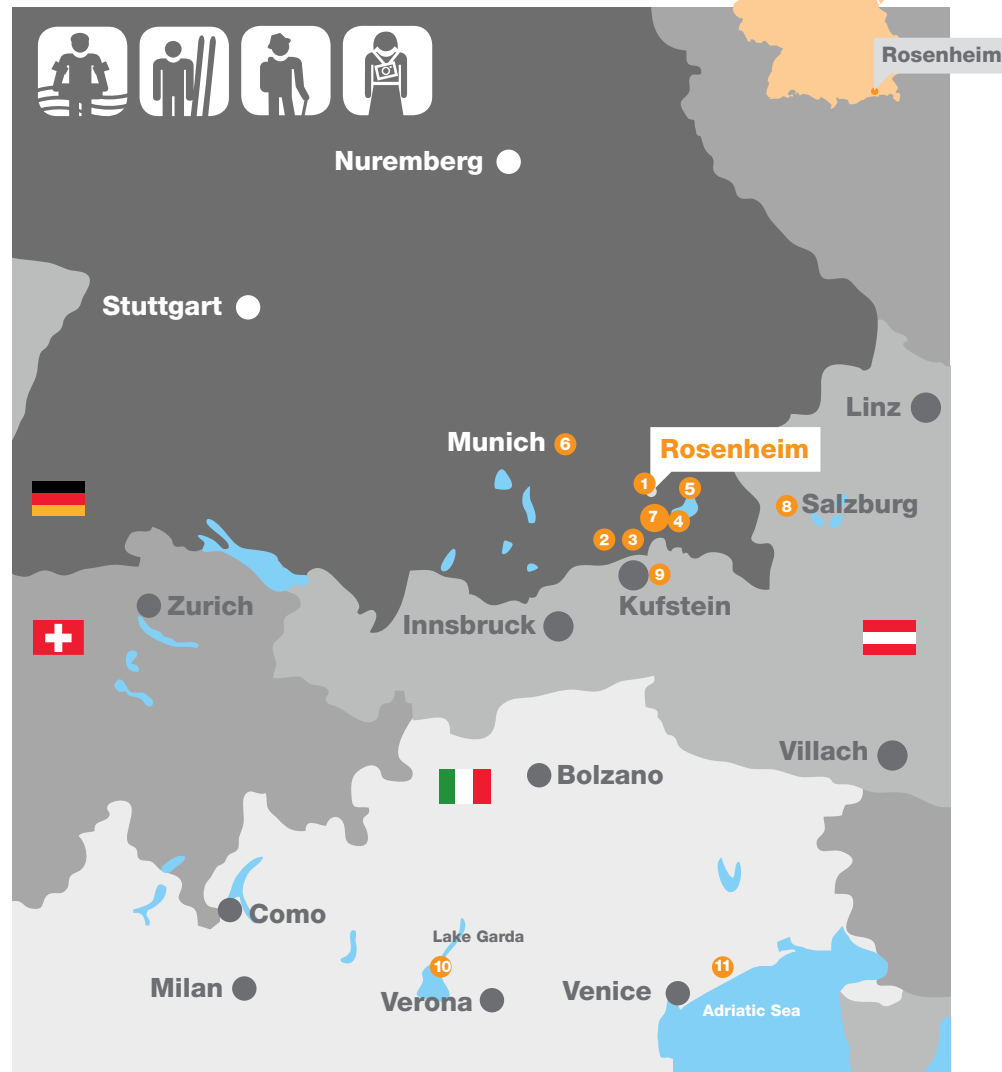 Rosenheim
Nuremberg
Stuttgart
Linz
Munich 6
Rosenheim
1
5
8 Salzburg
7
4
2
3
9
Kufstein
Zurich
Innsbruck
Villach
Bolzano
Como
Lake Garda
10
11
Milan
Verona
Venice
Adriatic Sea